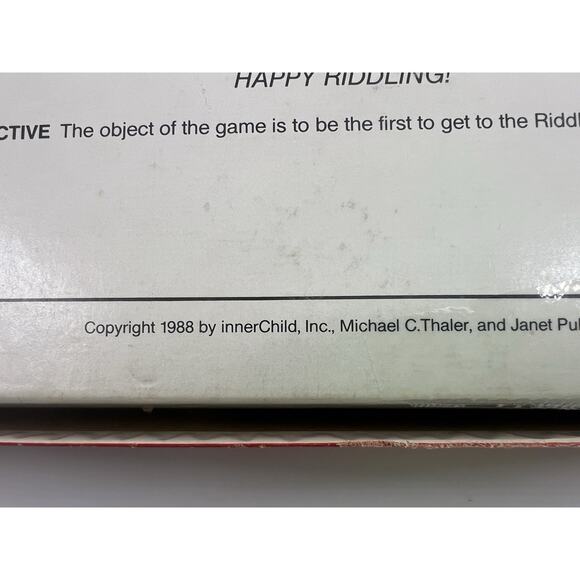 HAPPY RIDDLING!
CTIVE The object of the game is to be the first to get to the Riddl
Copyright 1988 by innerChild, Inc., Michael C.Thaler, and Janet Pul